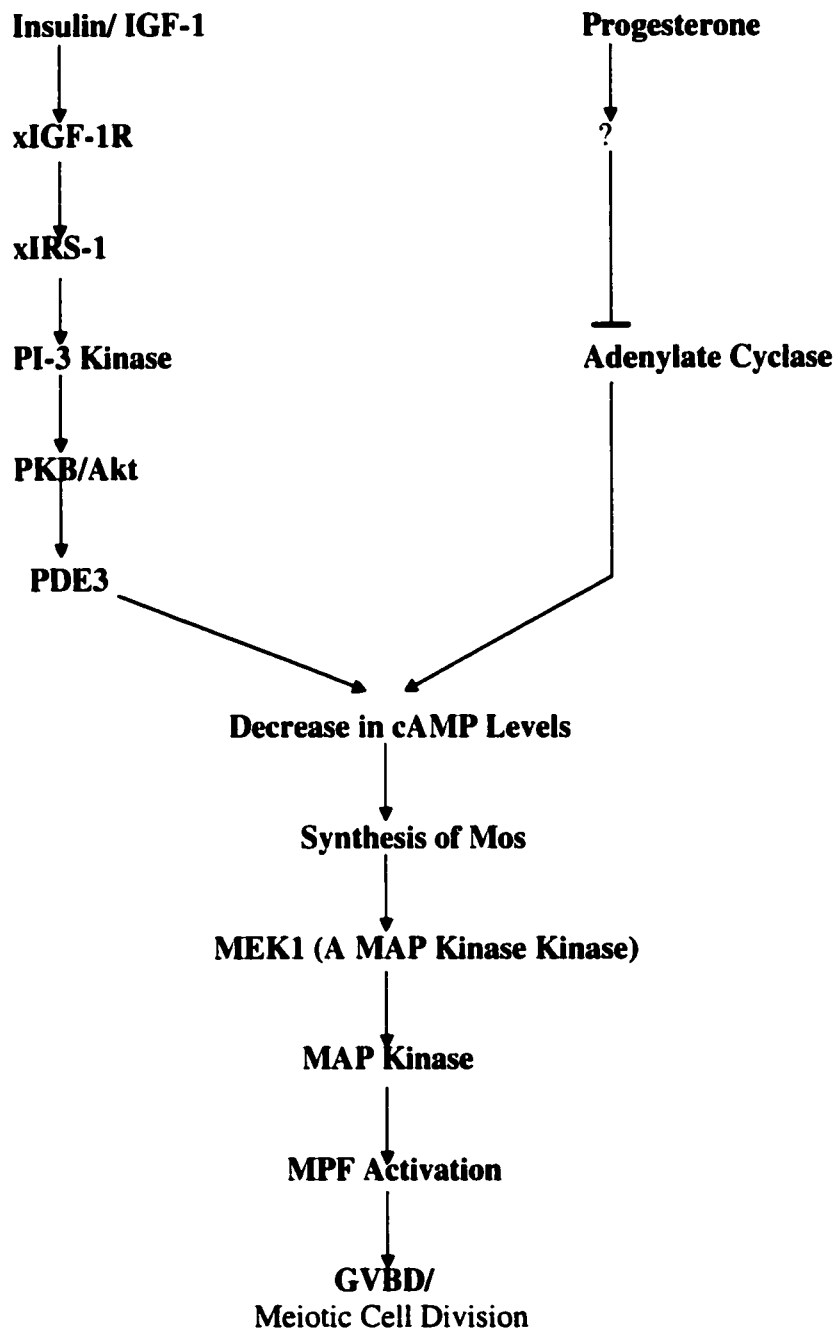 Insulin/ IGF-1
Progesterone
xIGF-1R
?
xIRS-1
PI-3 Kinase
Adenylate Cyclase
PKB/Akt
PDE3
Decrease in cAMP Levels
Synthesis of Mos
MEK1 (A MAP Kinase Kinase)
MAP Kinase
MPF Activation
GVBD/
Meiotic Cell Division